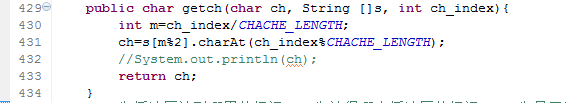 429 public char getch(char ch, String []s, int ch_index){
430 int m=ch_index/CHACHE_LENGTH;
431 ch=s[m%2].charAt(ch_index%CHACHE_LENGTH);
432 //System.out.println(ch);
433 return ch;
434 }